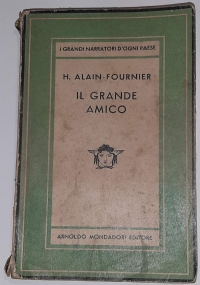 I GRANDI NARRATORI D'OGNI PAESE
H. ALAIN-FOURNIER
IL GRANDE
AMICO
ARNOLDO MONDADORI EDITORE